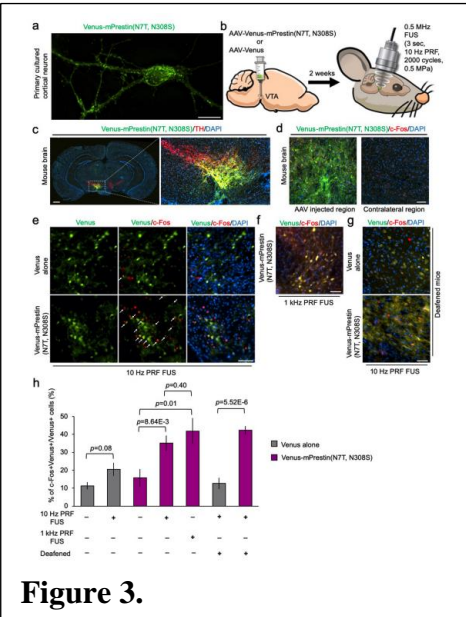 Venus-mPrestin(N7T, N308S)
a
Primary cultured
cortical neuron
b
AAV-Venus-mPrestin(N7T, N308S)
or
AAV-Venus
VTA
2 weeks
0.5 MHz
FUS
(3 sec,
10 Hz PRF,
2000 cycles,
0.5 MPa)
c
Venus-mPrestin(N7T, N308S)/TH/DAPI
Mouse brain
d
Venus-mPrestin(N7T, N308S)/c-Fos/DAPI
Mouse brain
AAV injected region
Contralateral region
e
Venus
Venus/c-Fos
Venus/c-Fos/DAPI
Venus
alone
Venus-mPrestin
(N7T, N308S)
10 Hz PRF FUS
f
Venus/c-Fos/DAPI
Venus-mPrestin
(N7T, N308S)
1 kHz PRF FUS
g
Venus/c-Fos/DAPI
Venus
alone
Venus-mPrestin
(N7T, N308S)
Deafened mice
10 Hz PRF FUS
h
% of c-Fos+Venus+/Venus+ cells (%)
50
40
30
20
10
0
p=0.08
p=8.64E-3
p=0.01
p=0.40
p=5.52E-6
Venus alone
Venus-mPrestin(N7T, N308S)
10 Hz PRF
FUS
– + – + + +
1 kHz PRF
FUS
– – – – +
Deafened
– – – – – + +
Figure 3.